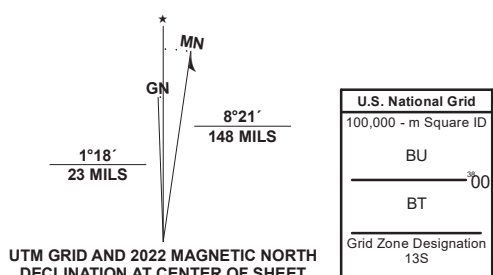 ★
MN
GN
8°21´
148 MILS
1°18´
23 MILS
UTM GRID AND 2022 MAGNETIC NORTH
DECLINATION AT CENTER OF SHEET
U.S. National Grid
100,000 - m Square ID
BU
3800
BT
Grid Zone Designation
13S